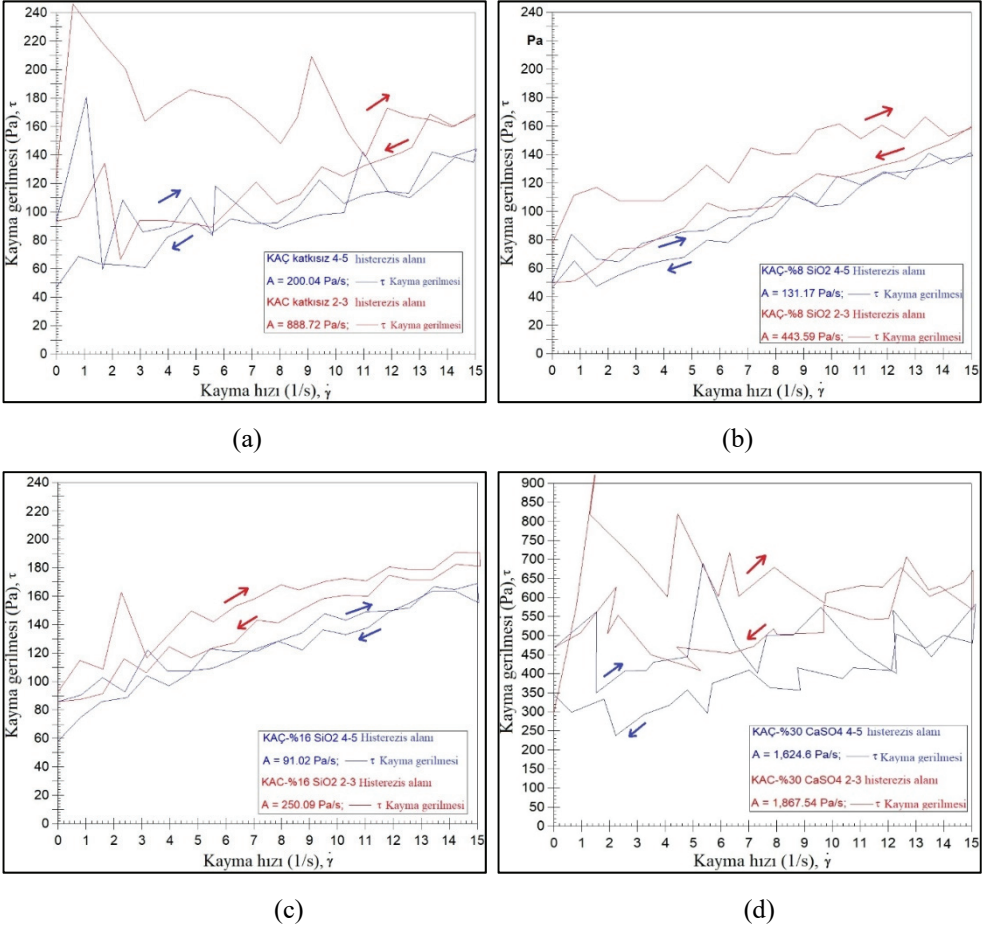 Kayma gerilmesi (Pa), τ
240
220
200
180
160
140
120
100
80
60
40
20
0
KAÇ katkısız 4-5 histerezis alanı
A = 200.04 Pa/s; — τ Kayma gerilmesi
KAC katkısız 2-3 histerezis alanı
A = 888.72 Pa/s; — τ Kayma gerilmesi
0 1 2 3 4 5 6 7 8 9 10 11 12 13 14 15
Kayma hızı (1/s), γ̇
(a)
Kayma gerilmesi (Pa), τ
240
Pa
200
180
160
140
120
100
80
60
40
20
0
KAÇ-%8 SiO2 4-5 Histerezis alanı
A = 131.17 Pa/s; — τ Kayma gerilmesi
KAÇ-%8 SiO2 2-3 Histerezis alanı
A = 443.59 Pa/s; — τ Kayma gerilmesi
0 1 2 3 4 5 6 7 8 9 10 11 12 13 14 15
Kayma hızı (1/s), γ̇
(b)
Kayma gerilmesi (Pa), τ
240
220
200
180
160
140
120
100
80
60
40
20
0
KAÇ-%16 SiO2 4-5 Histerezis alanı
A = 91.02 Pa/s; — τ Kayma gerilmesi
KAC-%16 SiO2 2-3 Histerezis alanı
A = 250.09 Pa/s; — τ Kayma gerilmesi
0 1 2 3 4 5 6 7 8 9 10 11 12 13 14 15
Kayma hızı (1/s), γ̇
(c)
Kayma gerilmesi (Pa), τ
900
850
800
750
700
650
600
550
500
450
400
350
300
250
200
150
100
50
0
KAÇ-%30 CaSO4 4-5 histerezis alanı
A = 1,624.6 Pa/s; — τ Kayma gerilmesi
KAC-%30 CaSO4 2-3 histerezis alanı
A = 1,867.54 Pa/s; — τ Kayma gerilmesi
0 1 2 3 4 5 6 7 8 9 10 11 12 13 14 15
Kayma hızı (1/s), γ̇
(d)